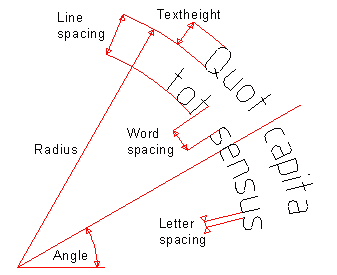 Line
spacing
Textheight
Quot capita
tot sensus
Word
spacing
Radius
Letter
spacing
Angle